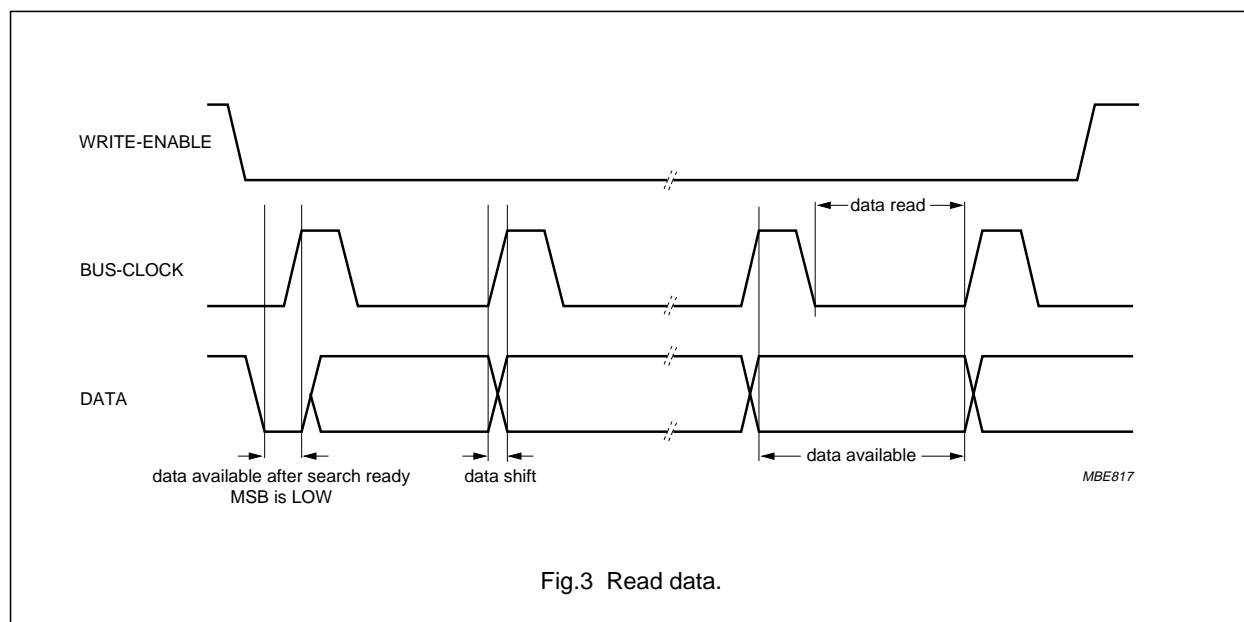 WRITE-ENABLE
data read
BUS-CLOCK
DATA
data available after search ready
MSB is LOW
data shift
data available
MBE817
Fig.3 Read data.